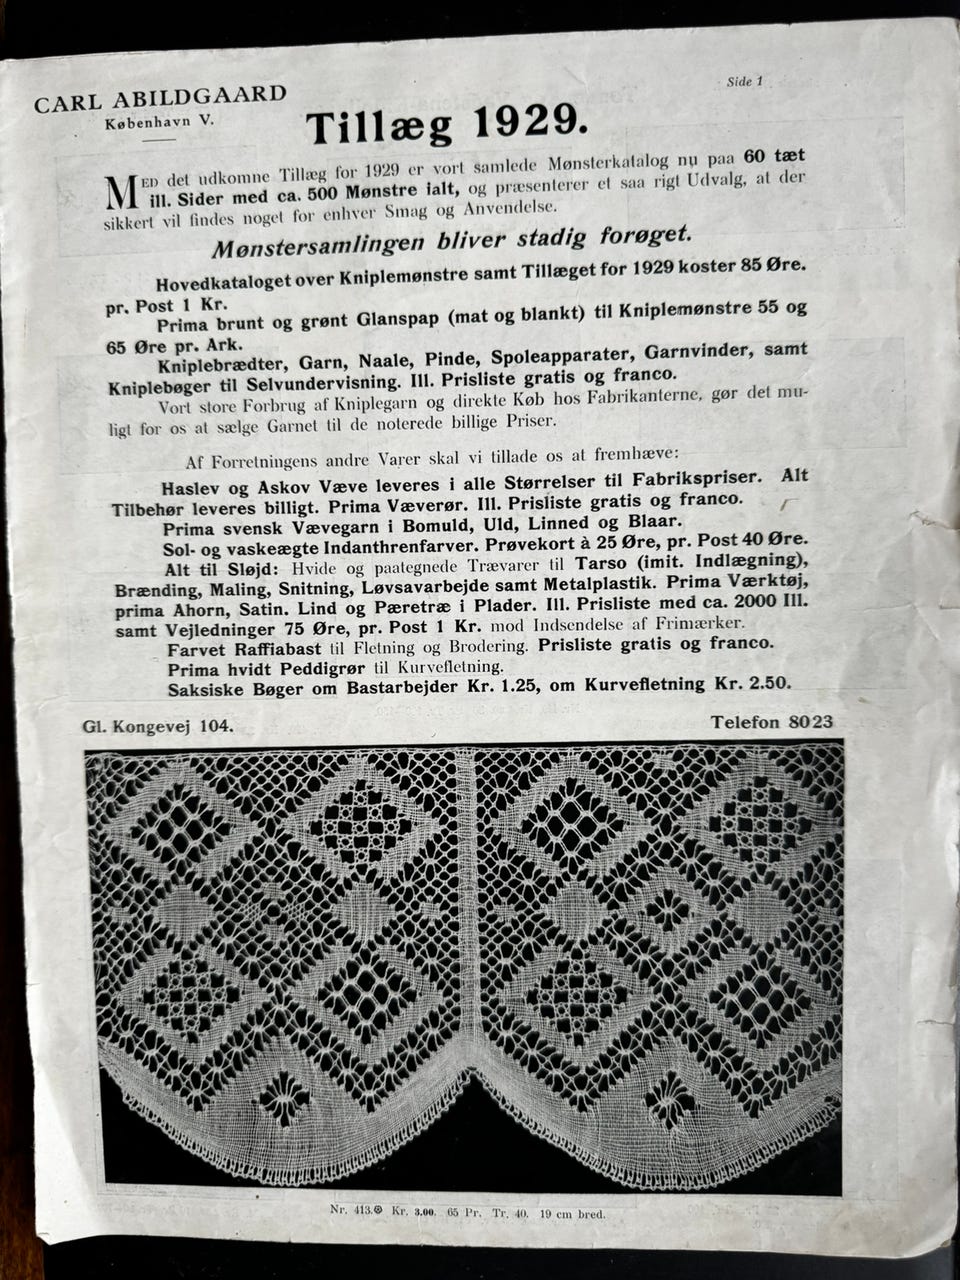 Side 1
CARL ABILDGAARD
København V.
Tillæg 1929.
MED det udkomne Tillæg for 1929 er vort samlede Mønsterkatalog nu paa 60 tæt
ill. Sider med ca. 500 Mønstre ialt, og præsenterer et saa rigt Udvalg, at der
sikkert vil findes noget for enhver Smag og Anvendelse.
Mønstersamlingen bliver stadig forøget.
Hovedkataloget over Kniplemønstre samt Tillæget for 1929 koster 85 Øre.
pr. Post 1 Kr.
Prima brunt og grønt Glanspap (mat og blankt) til Kniplemønstre 55 og
65 Øre pr. Ark.
Kniplebrædter, Garn, Naale, Pinde, Spoleapparater, Garnvinder, samt
Kniplebøger til Selvundervisning. Ill. Prisliste gratis og franco.
Vort store Forbrug af Kniplegarn og direkte Køb hos Fabrikanterne, gør det mu-
ligt for os at sælge Garnet til de noterede billige Priser.
Af Forretningens andre Varer skal vi tillade os at fremhæve:
Haslev og Askov Væve leveres i alle Størrelser til Fabrikspriser. Alt
Tilbehør leveres billigt. Prima Væverør. Ill. Prisliste gratis og franco.
Prima svensk Vævegarn i Bomuld, Uld, Linned og Blaar.
Sol- og vaskeægte Indanthrenfarver. Prøvekort à 25 Øre, pr. Post 40 Øre.
Alt til Sløjd: Hvide og paategnede Trævarer til Tarso (imit. Indlægning),
Brænding, Maling, Snitning, Løvsavarbejde samt Metalplastik. Prima Værktøj,
prima Ahorn, Satin. Lind og Pæretræ i Plader. Ill. Prisliste med ca. 2000 Ill.
samt Vejledninger 75 Øre, pr. Post 1 Kr. mod Indsendelse af Frimærker.
Farvet Raffiabast til Fletning og Brodering. Prisliste gratis og franco.
Prima hvidt Peddigrør til Kurvefletning.
Saksiske Bøger om Bastarbejder Kr. 1.25, om Kurvefletning Kr. 2.50.
Gl. Kongevej 104. Telefon 8023
Nr. 413. Kr. 3.00. 65 Pr. Tr. 40. 19 cm bred.